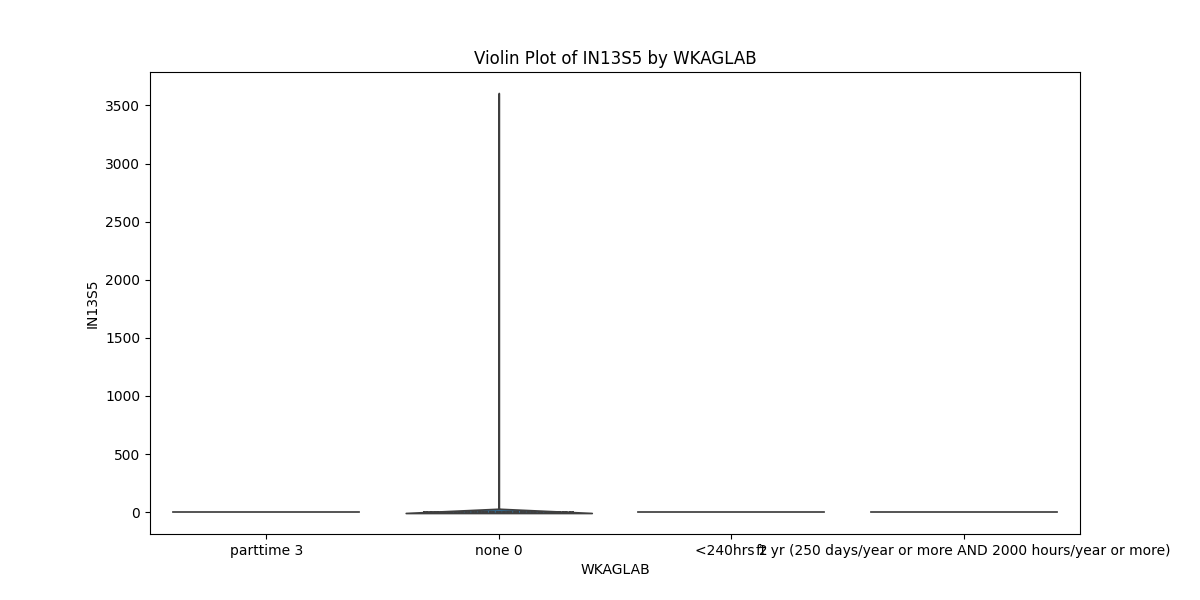 Violin Plot of IN13S5 by WKAGLAB
IN13S5
3500
3000
2500
2000
1500
1000
500
0
parttime 3
none 0
<240hrs 2
ft yr (250 days/year or more AND 2000 hours/year or more)
WKAGLAB